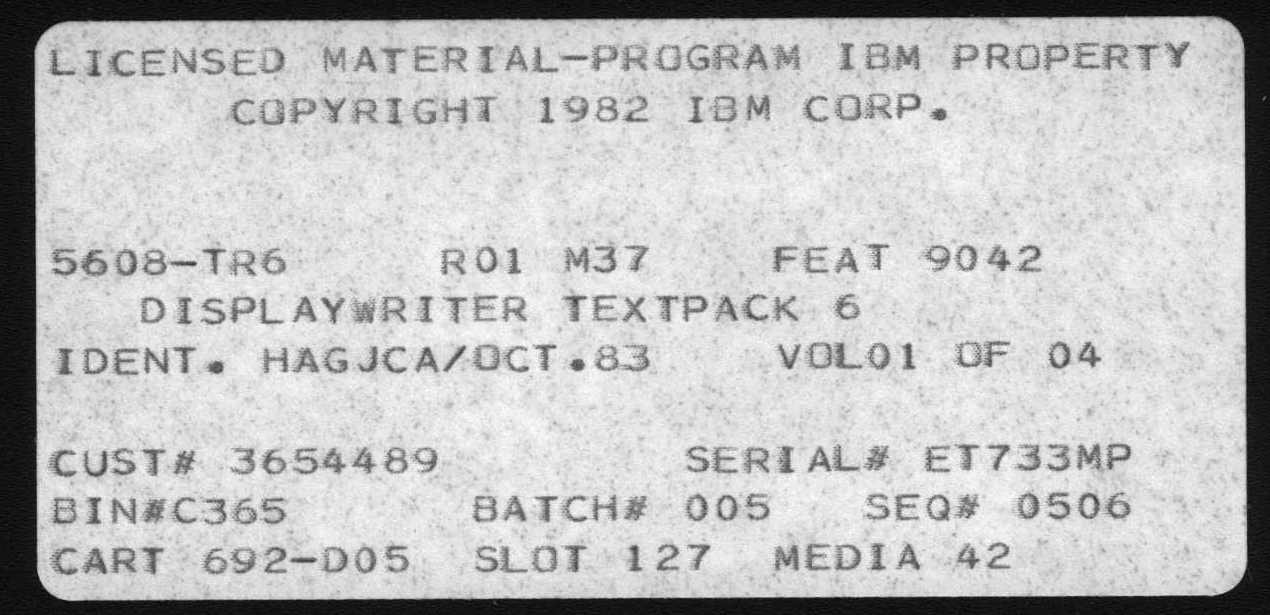 LICENSED MATERIAL-PROGRAM IBM PROPERTY
COPYRIGHT 1982 IBM CORP.
5608-TR6 R01 M37 FEAT 9042
DISPLAYWRITER TEXTPACK 6
IDENT. HAGJCA/OCT.83 VOL01 OF 04
CUST# 3654489 SERIAL# ET733MP
BIN#C365 BATCH# 005 SEQ# 0506
CART 692-D05 SLOT 127 MEDIA 42